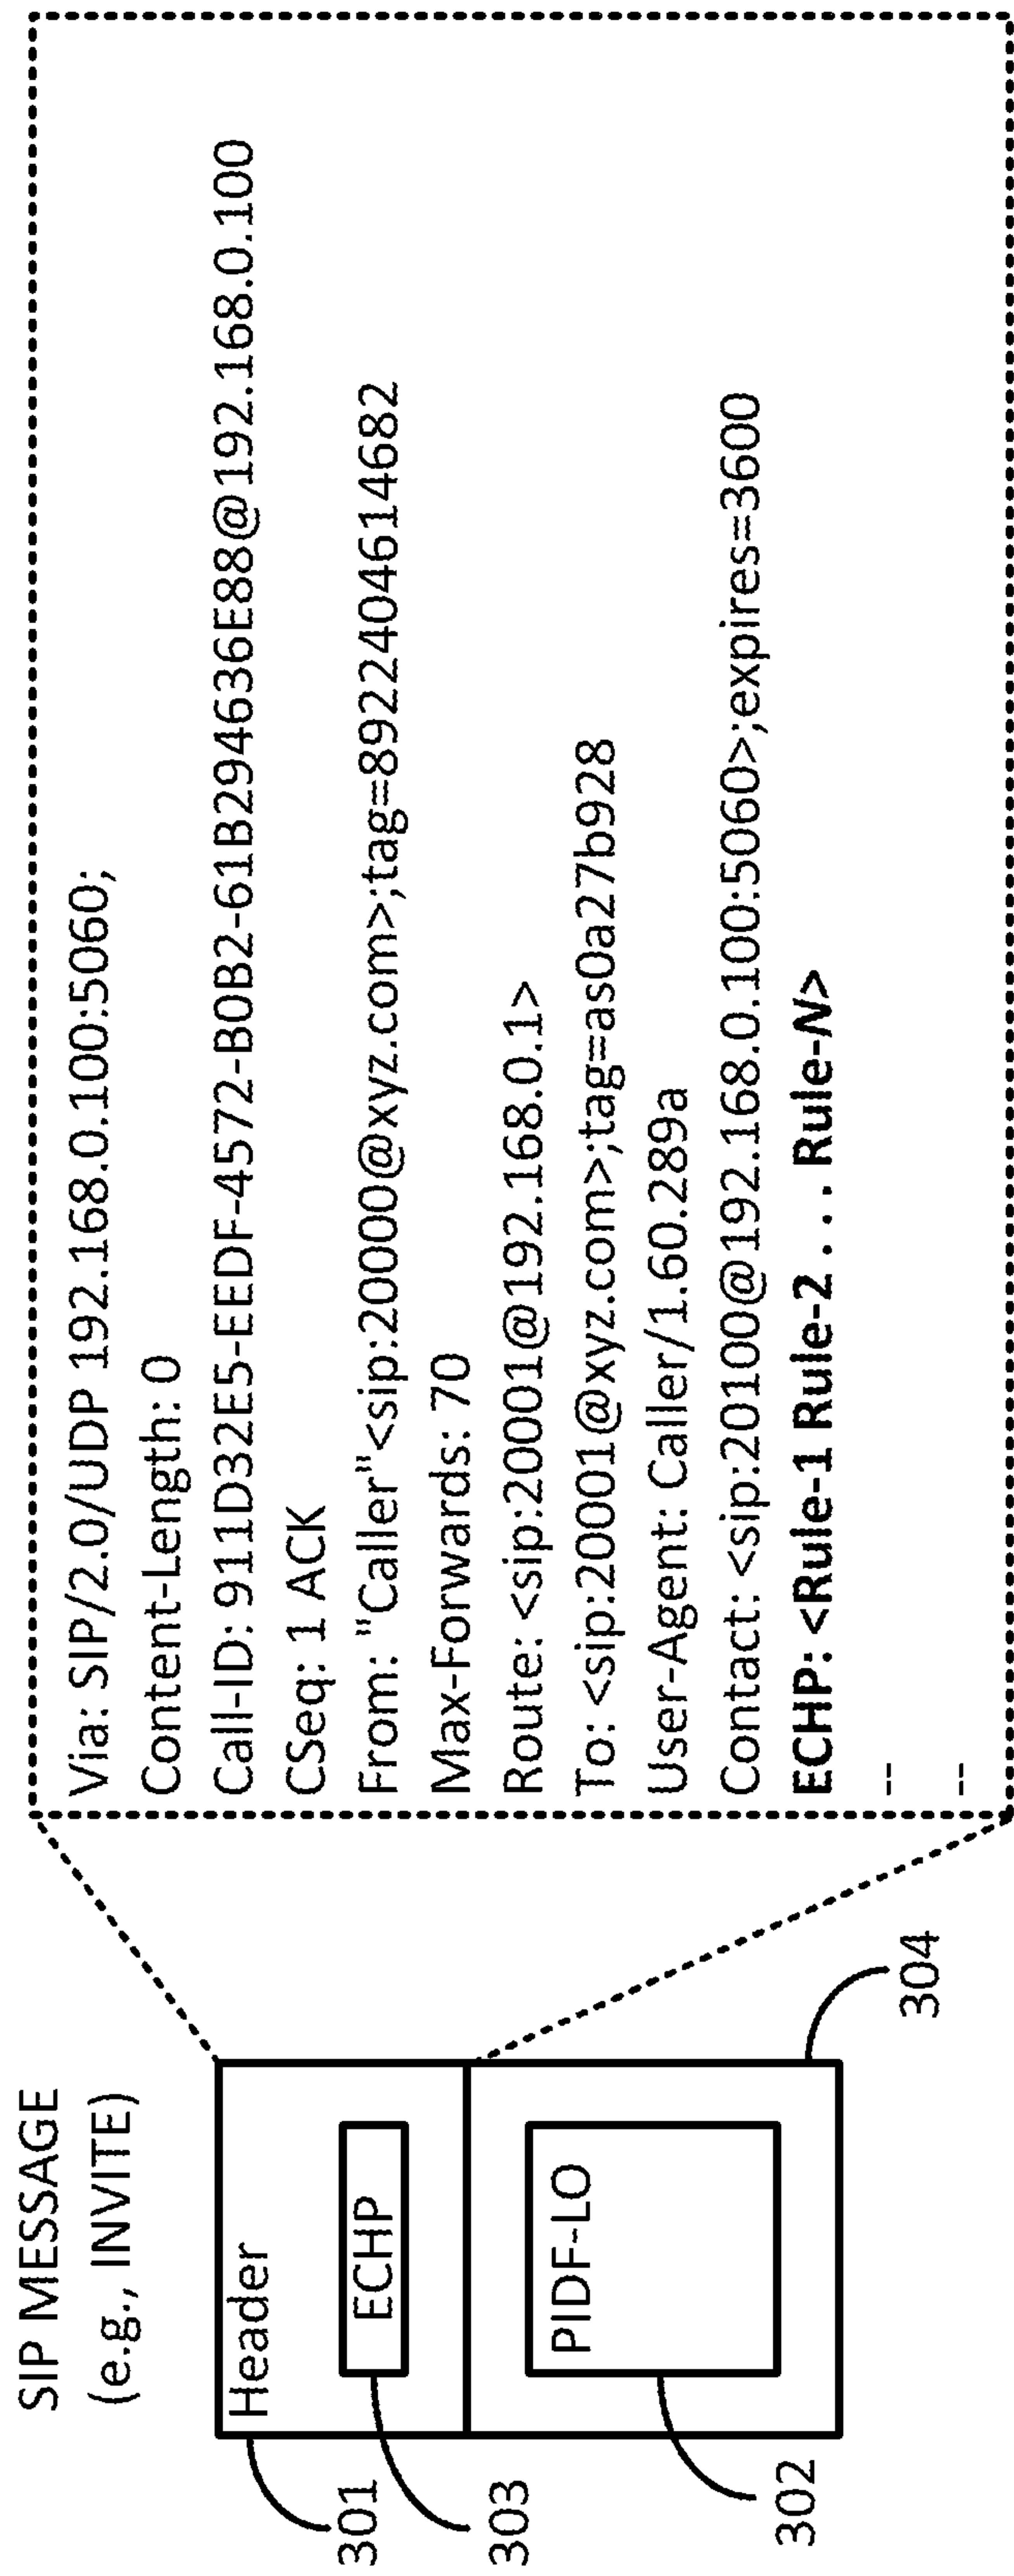 SIP MESSAGE
(e.g., INVITE)
301
Header
303
ECHP
302
PIDF-LO
304
Via: SIP/2.0/UDP 192.168.0.100:5060;
Content-Length: 0
Call-ID: 911D32E5-EEDF-4572-B0B2-61B294636E88@192.168.0.100
CSeq: 1 ACK
From: "Caller"<sip:20000@xyz.com>;tag=8922404614682
Max-Forwards: 70
Route: <sip:20001@192.168.0.1>
To: <sip:20001@xyz.com>;tag=as0a27b928
User-Agent: Caller/1.60.289a
Contact: <sip:20100@192.168.0.100:5060>;expires=3600
ECHP: <Rule-1 Rule-2 . . . Rule-N>
--
--